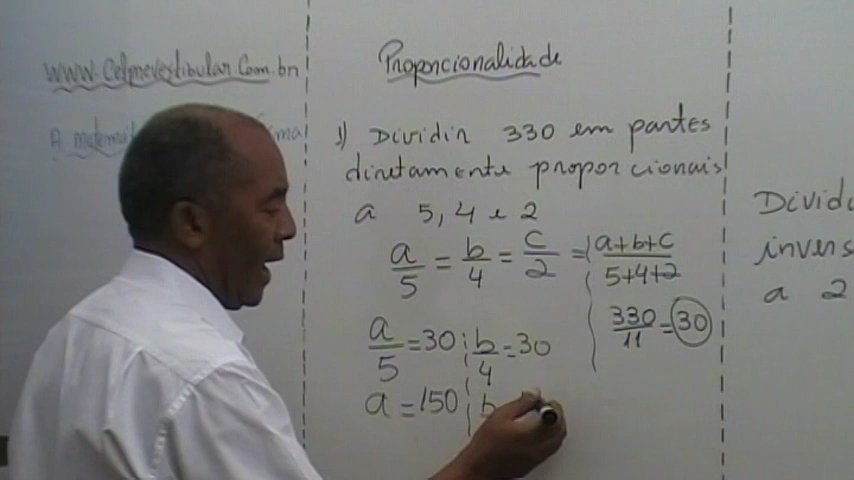 www.celpnevestibular.com.br
A
Proporcionalidade
1) Dividir 330 em partes
diretamente proporcionais
a 5, 4 e 2
a/5 = b/4 = c/2 = a+b+c/5+4+2
330/11 = 30
a/5 = 30 b/4 = 30
a = 150 b
Divid
invers
a 2